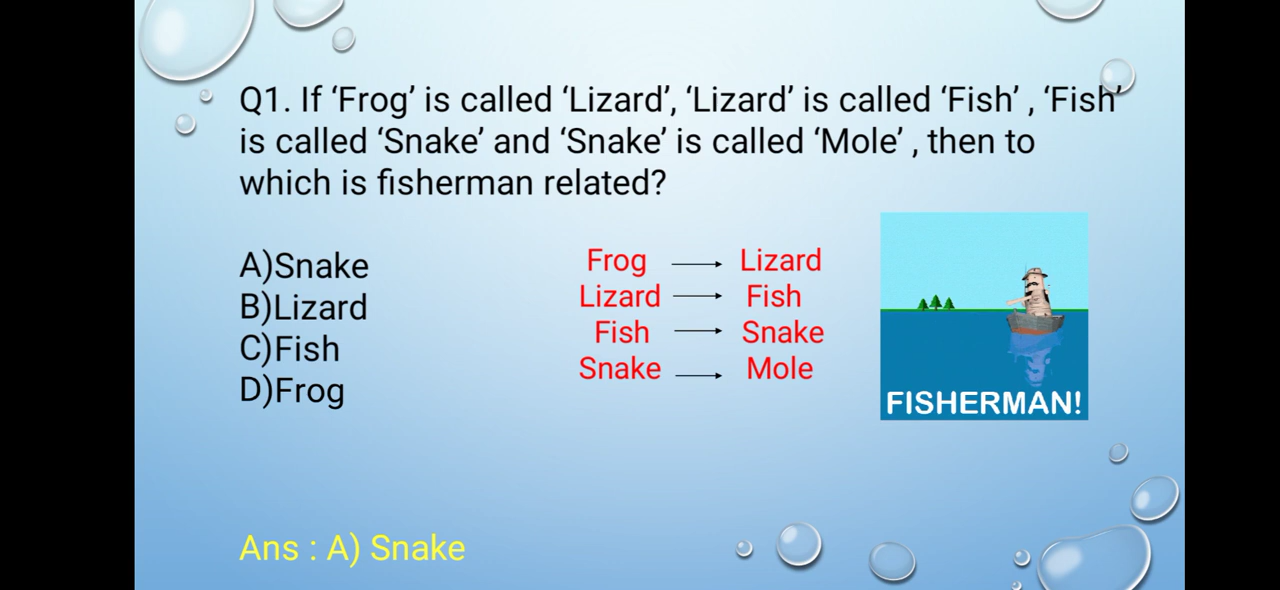 Q1. If ‘Frog’ is called ‘Lizard’, ‘Lizard’ is called ‘Fish’ , ‘Fish’
is called ‘Snake’ and ‘Snake’ is called ‘Mole’ , then to
which is fisherman related?
A)Snake
B)Lizard
C)Fish
D)Frog
Frog → Lizard
Lizard → Fish
Fish → Snake
Snake → Mole
FISHERMAN!
Ans : A) Snake